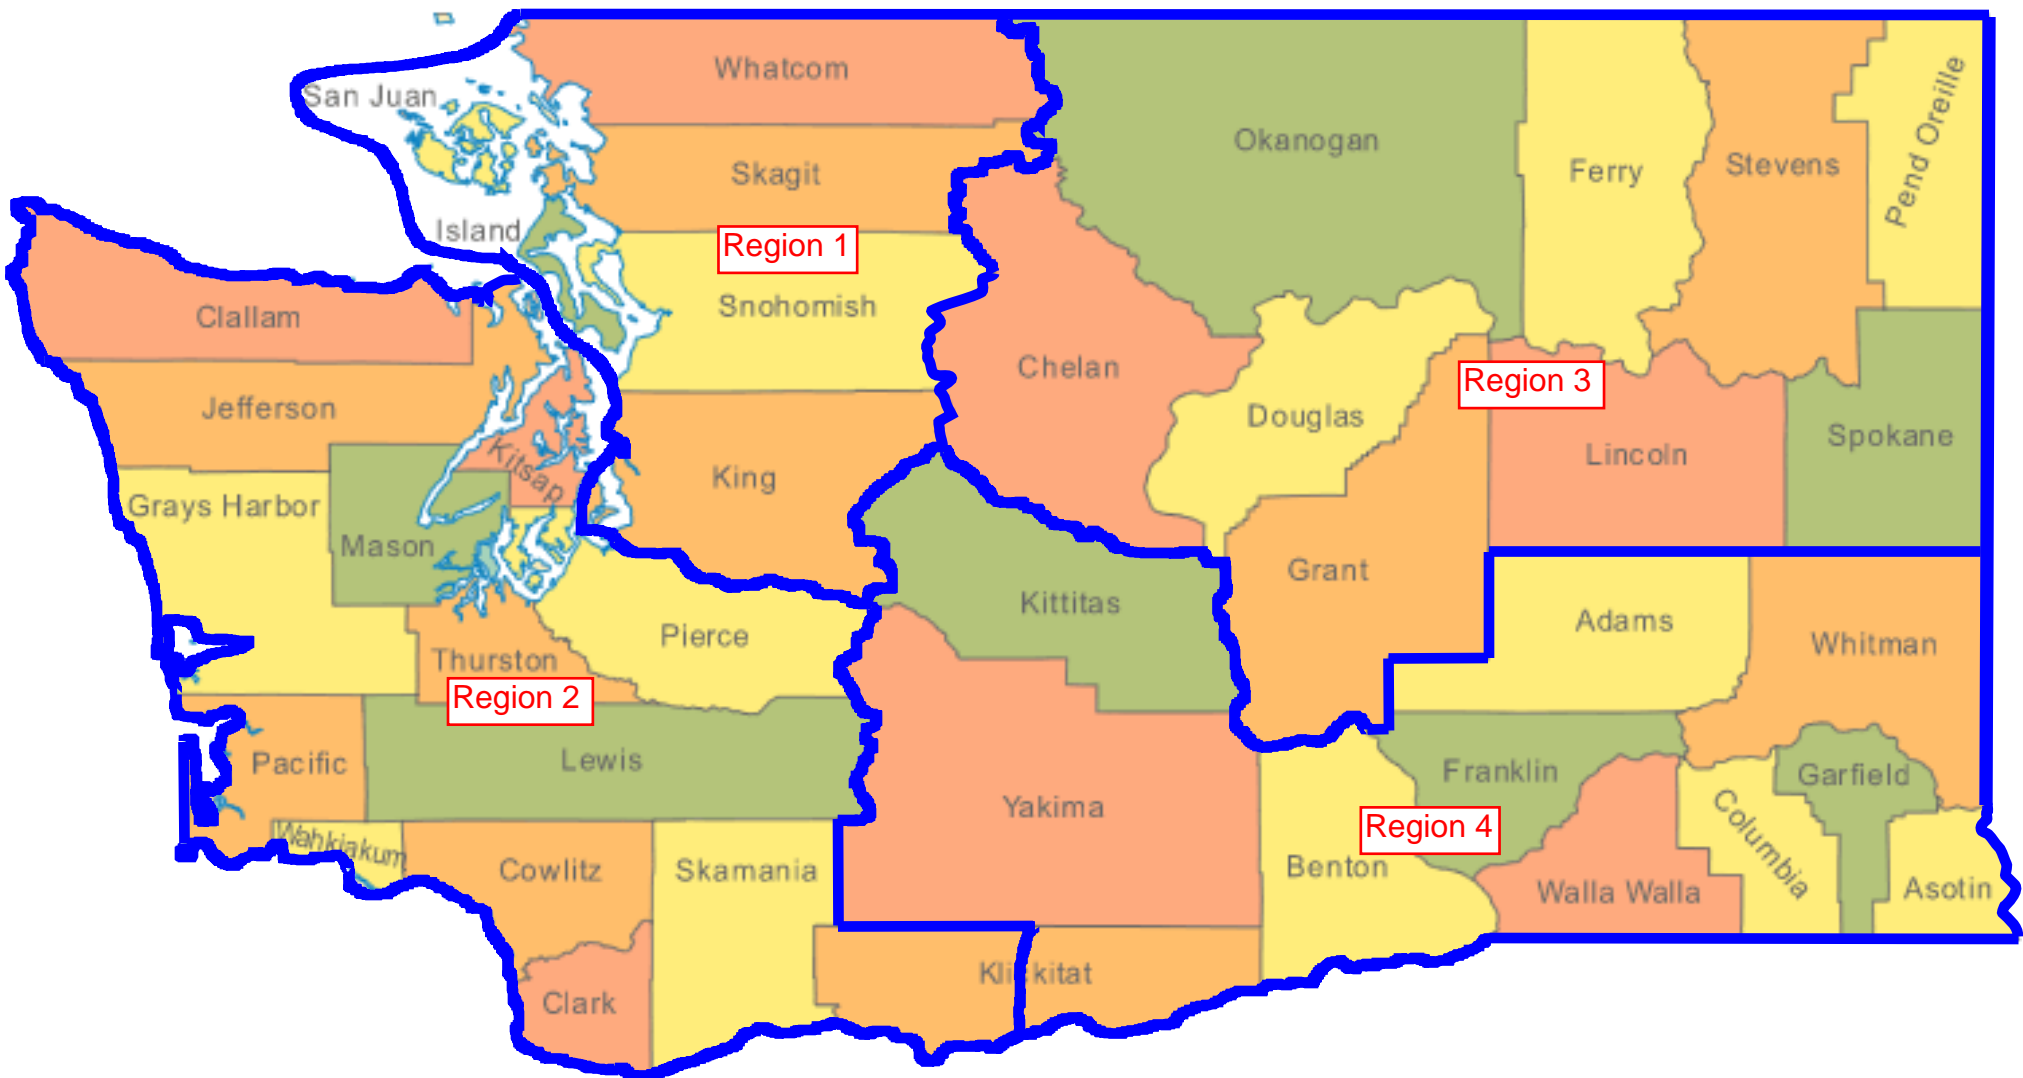 Whatcom
San Juan
Okanogan
Pend Oreille
Skagit
Ferry
Stevens
Island
Region 1
Snohomish
Clallam
Chelan
Region 3
Jefferson
Douglas
Spokane
Lincoln
Kitsap
King
Grays Harbor
Mason
Grant
Kittitas
Adams
Pierce
Whitman
Thurston
Region 2
Pacific
Lewis
Franklin
Garfield
Yakima
Region 4
Columbia
Wahkiakum
Cowlitz
Skamania
Benton
Walla Walla
Asotin
Klickitat
Clark